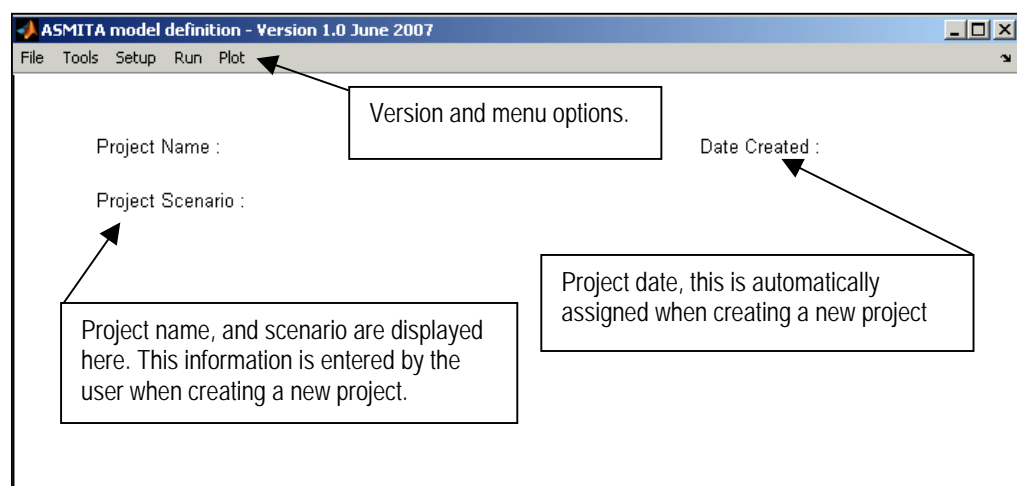 ASMITA model definition - Version 1.0 June 2007
File Tools Setup Run Plot
Version and menu options.
Project Name :
Date Created :
Project Scenario :
Project date, this is automatically
assigned when creating a new project
Project name, and scenario are displayed
here. This information is entered by the
user when creating a new project.